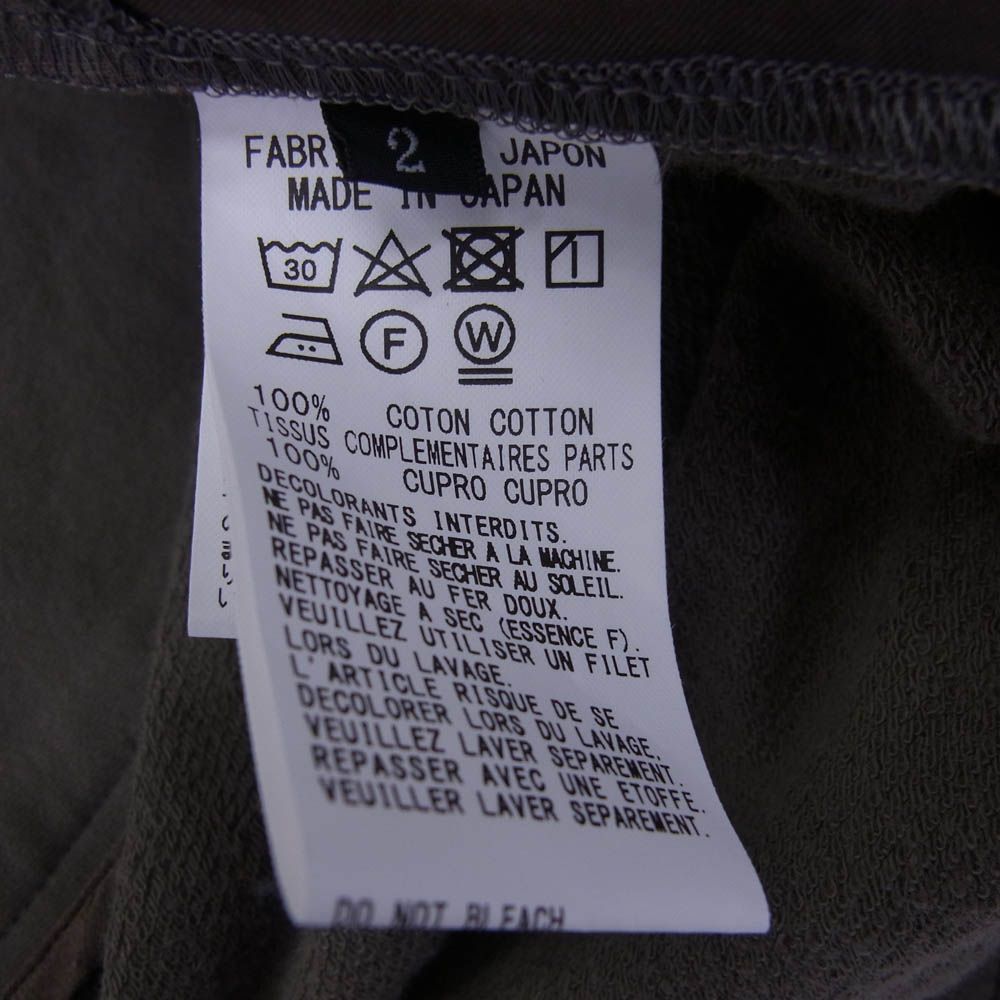 2
FABR JAPON
MADE IN JAPAN
30
F
W
100% COTON COTTON
TISSUS COMPLEMENTAIRES PARTS
100% CUPRO CUPRO
DECOLORANTS INTERDITS.
NE PAS FAIRE SECHER A LA MACHINE.
NE PAS FAIRE SECHER AU SOLEIL.
REPASSER AU FER DOUX.
NETTOYAGE A SEC (ESSENCE F).
VEUILLEZ UTILISER UN FILET
LORS DU LAVAGE.
L'ARTICLE RISQUE DE SE
DECOLORER LORS DU LAVAGE.
VEUILLEZ LAVER SEPAREMENT.
REPASSER AVEC UNE ETOFFE.
VEUILLER LAVER SEPAREMENT.
DO NOT BLEACH